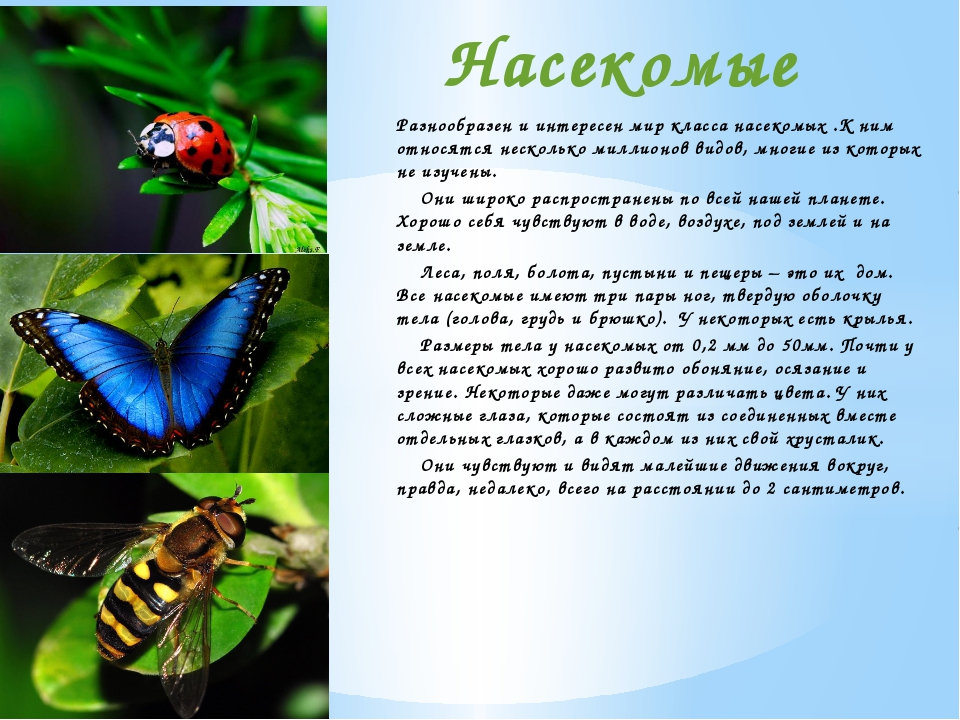 Насекомые
Разнообразен и интересен мир класса насекомых .К ним
относятся несколько миллионов видов, многие из которых
не изучены.
Они широко распространены по всей нашей планете.
Хорошо себя чувствуют в воде, воздухе, под землей и на
земле.
Леса, поля, болота, пустыни и пещеры – это их  дом.
Все насекомые имеют три пары ног, твердую оболочку
тела (голова, грудь и брюшко).  У некоторых есть крылья.
Размеры тела у насекомых от 0,2 мм до 50мм. Почти у
всех насекомых хорошо развито обоняние, осязание и
зрение. Некоторые даже могут различать цвета. У них
сложные глаза, которые состоят из соединенных вместе
отдельных глазков, а в каждом из них свой хрусталик.
Они чувствуют и видят малейшие движения вокруг,
правда, недалеко, всего на расстоянии до 2 сантиметров.